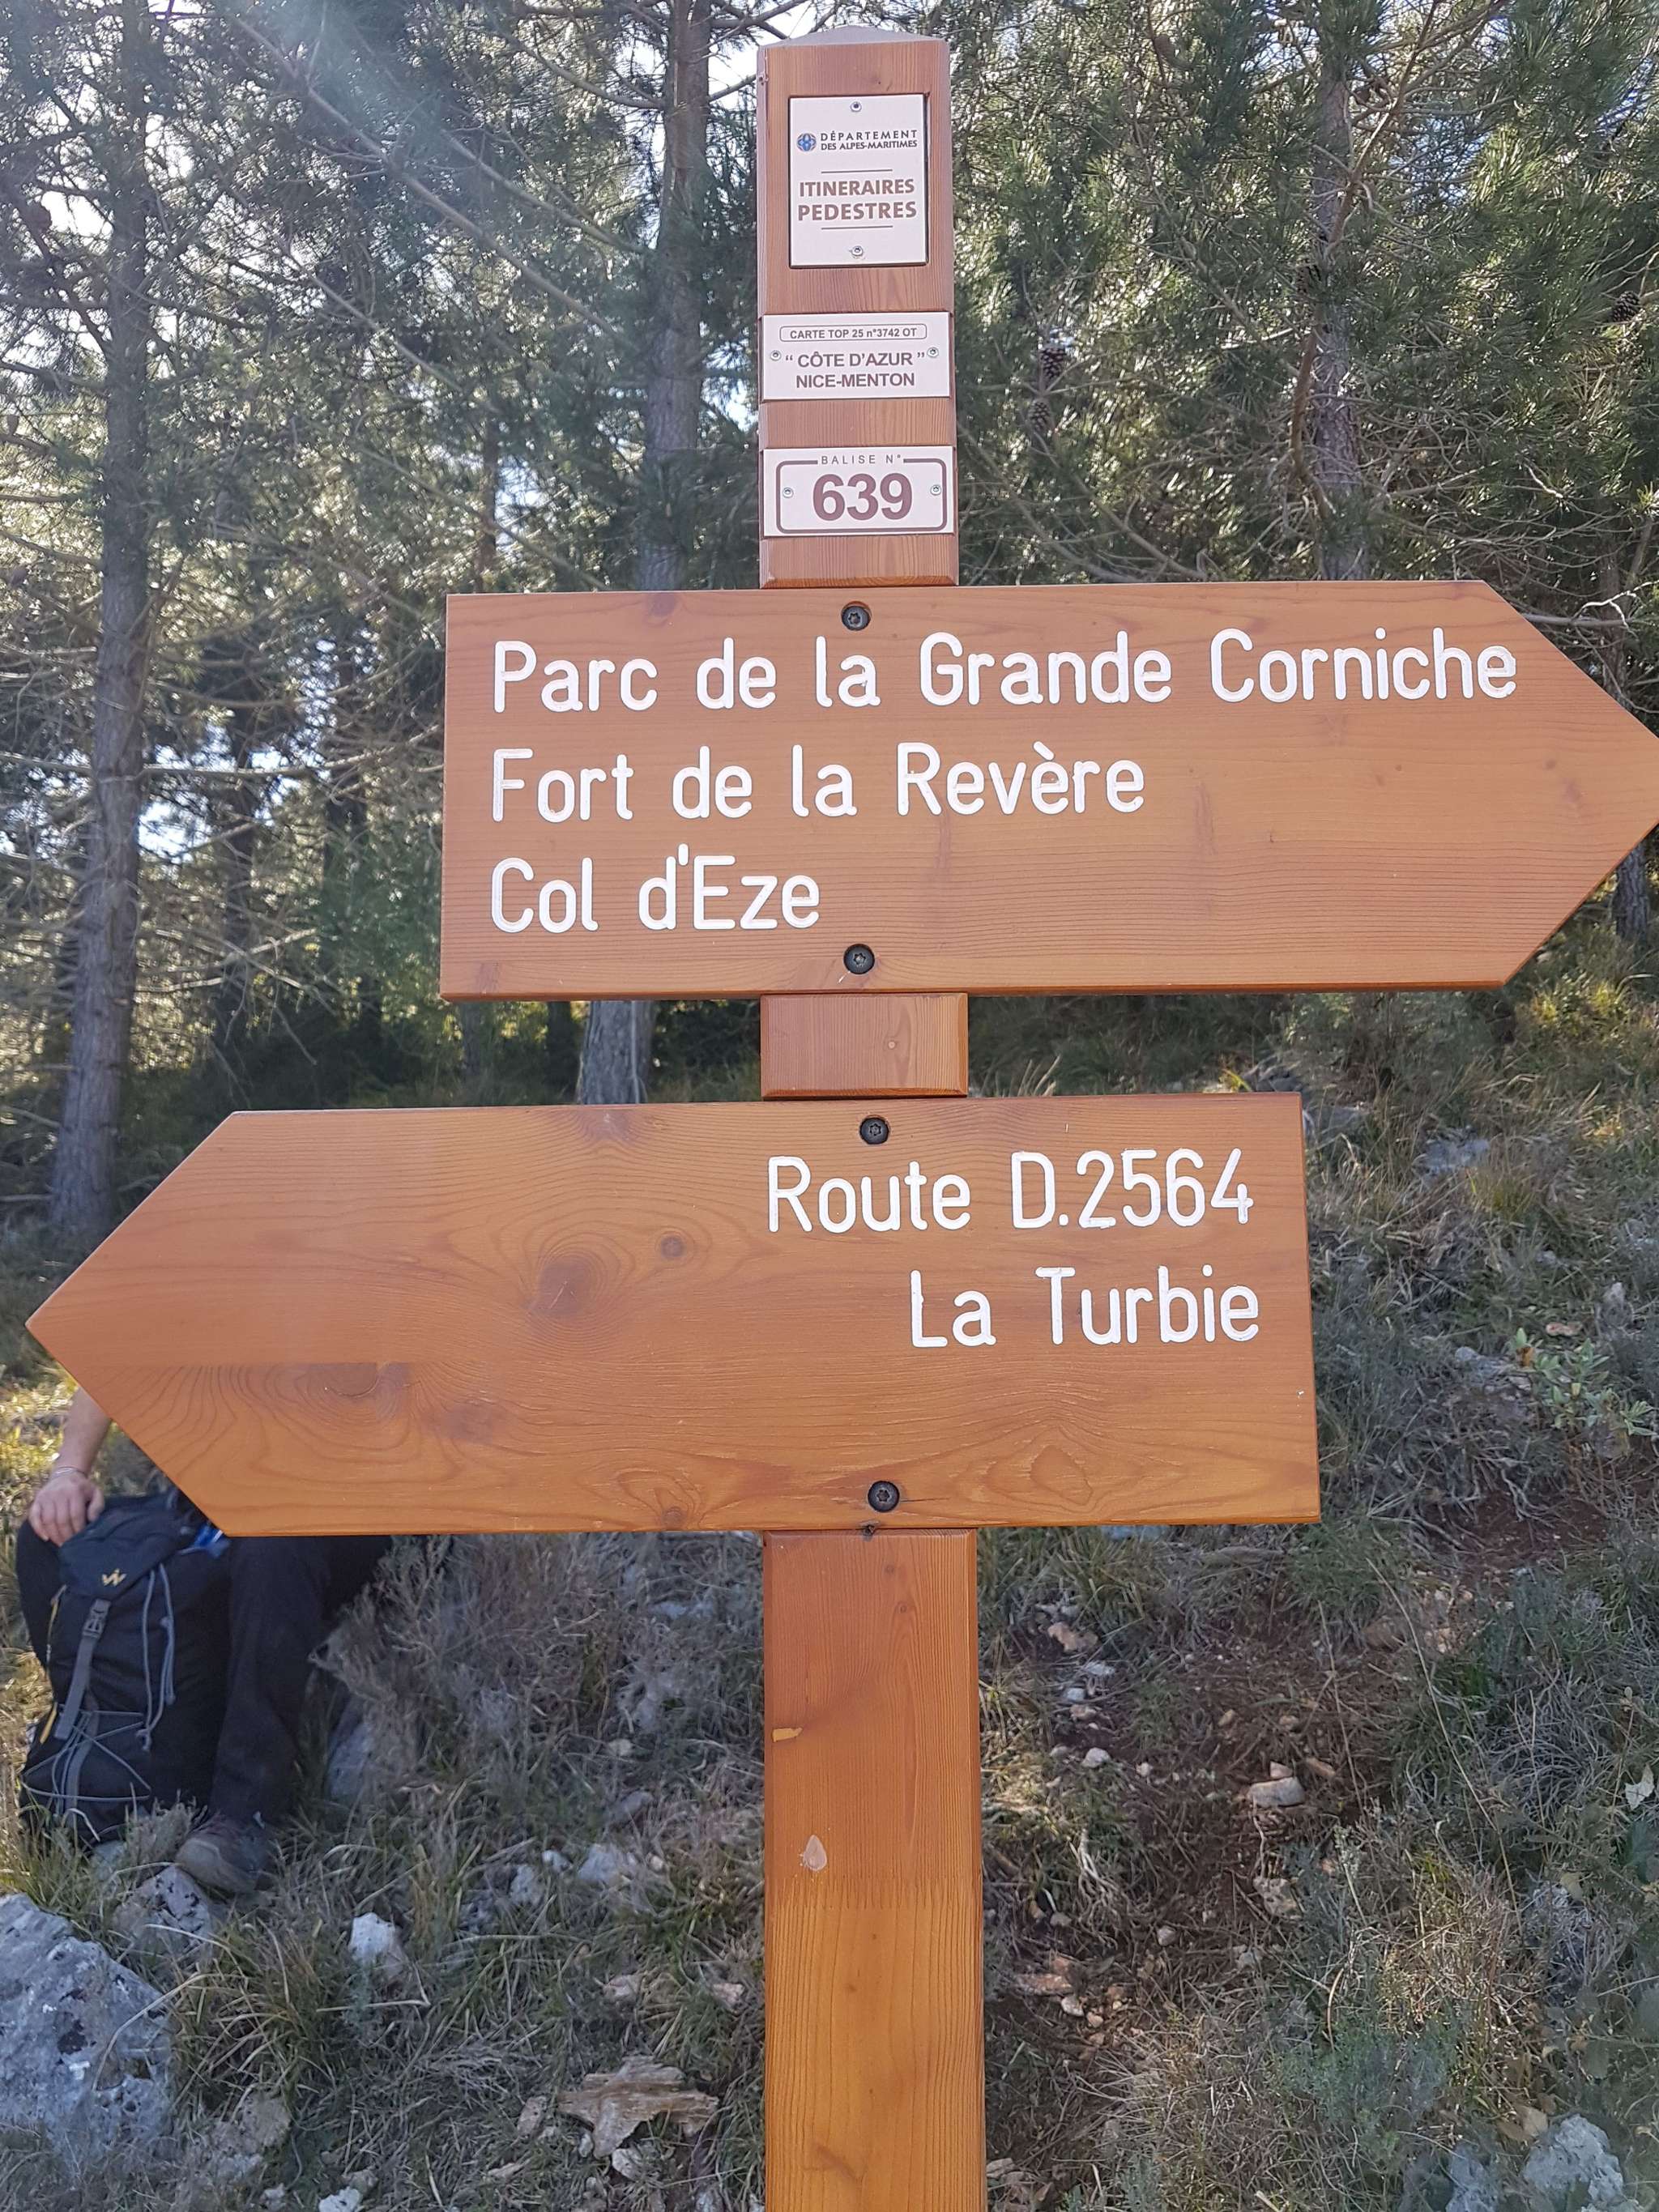 DÉPARTEMENT
DES ALPES-MARITIMES
ITINERAIRES
PEDESTRES
CARTE TOP 25 n°3742 OT
“ CÔTE D'AZUR ”
NICE-MENTON
BALISE N°
639
Parc de la Grande Corniche
Fort de la Revère
Col d'Eze
Route D.2564
La Turbie